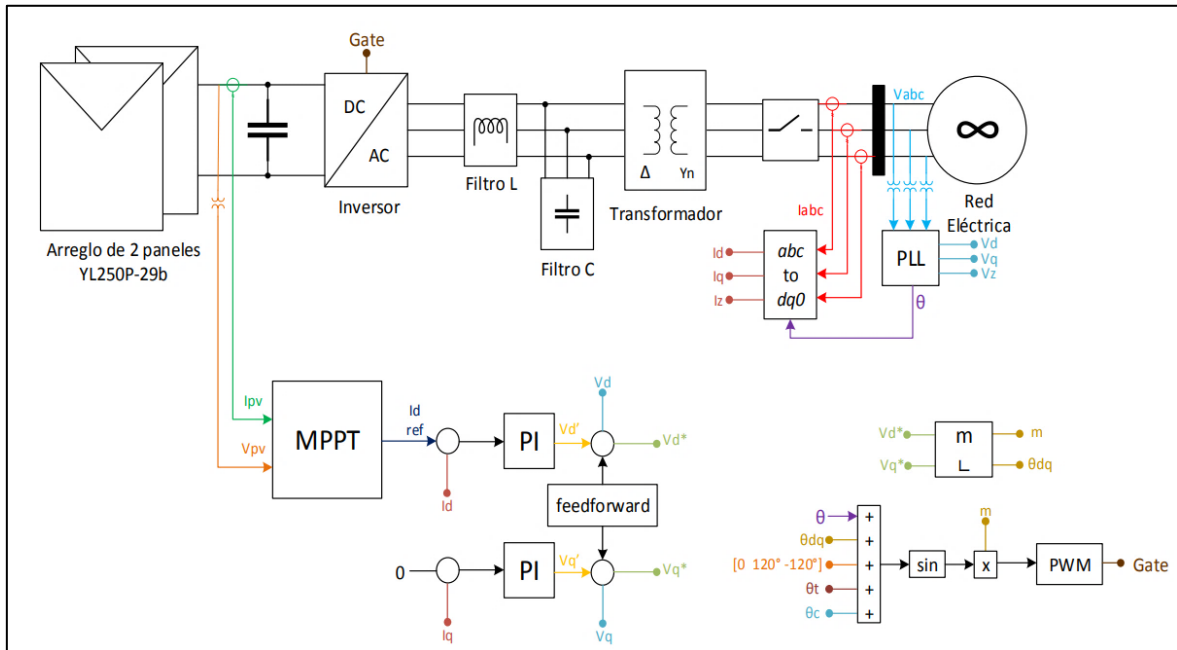 Gate
DC
AC
Inversor
Filtro L
Filtro C
Δ
Yn
Transformador
Vabc
∞
Red
Eléctrica
Arreglo de 2 paneles
YL250P-29b
Iabc
Id
Iq
Iz
abc
to
dq0
PLL
Vd
Vq
Vz
θ
Ipv
Vpv
MPPT
Id
ref
Id
PI
Vd'
Vd
Vd*
feedforward
0
Iq
PI
Vq'
Vq*
Vq
Vd*
Vq*
m
∟
m
θdq
θ
θdq
[0 120° -120°]
θt
θc
+
+
+
+
+
sin
m
x
PWM
Gate